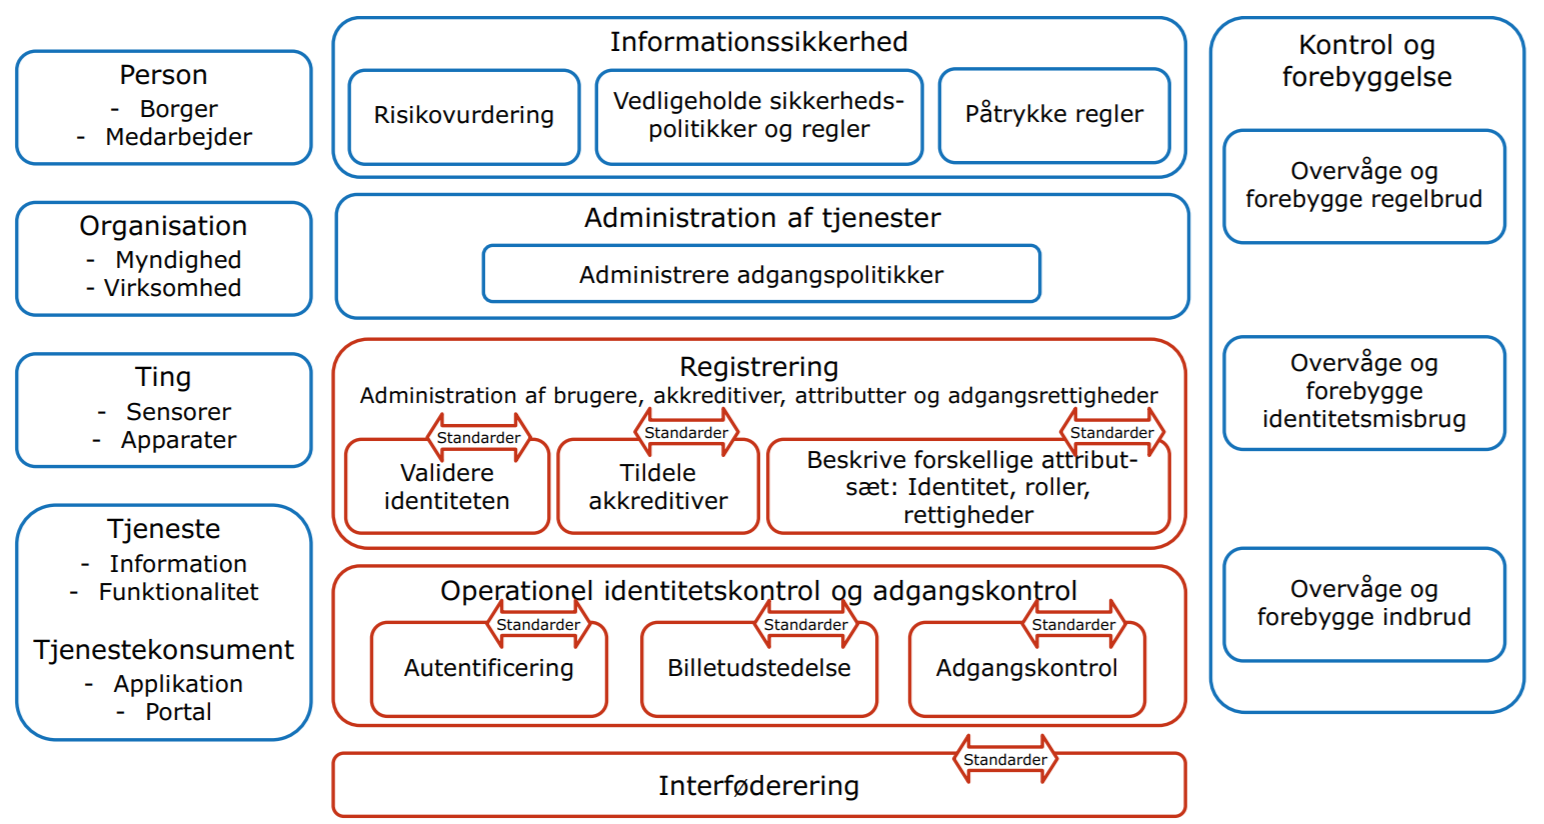 Person
- Borger
- Medarbejder
Organisation
- Myndighed
- Virksomhed
Ting
- Sensorer
- Apparater
Tjeneste
- Information
- Funktionalitet
Tjenestekonsument
- Applikation
- Portal
Informationssikkerhed
Risikovurdering
Vedligeholde sikkerheds-
politikker og regler
Påtrykke regler
Administration af tjenester
Administrere adgangspolitikker
Registrering
Administration af brugere, akkreditiver, attributter og adgangsrettigheder
Standarder
Validere
identiteten
Standarder
Tildele
akkreditiver
Standarder
Beskrive forskellige attribut-
sæt: Identitet, roller,
rettigheder
Operationel identitetskontrol og adgangskontrol
Standarder
Autentificering
Standarder
Billetudstedelse
Standarder
Adgangskontrol
Standarder
Interføderering
Kontrol og
forebyggelse
Overvåge og
forebygge regelbrud
Overvåge og
forebygge
identitetsmisbrug
Overvåge og
forebygge indbrud